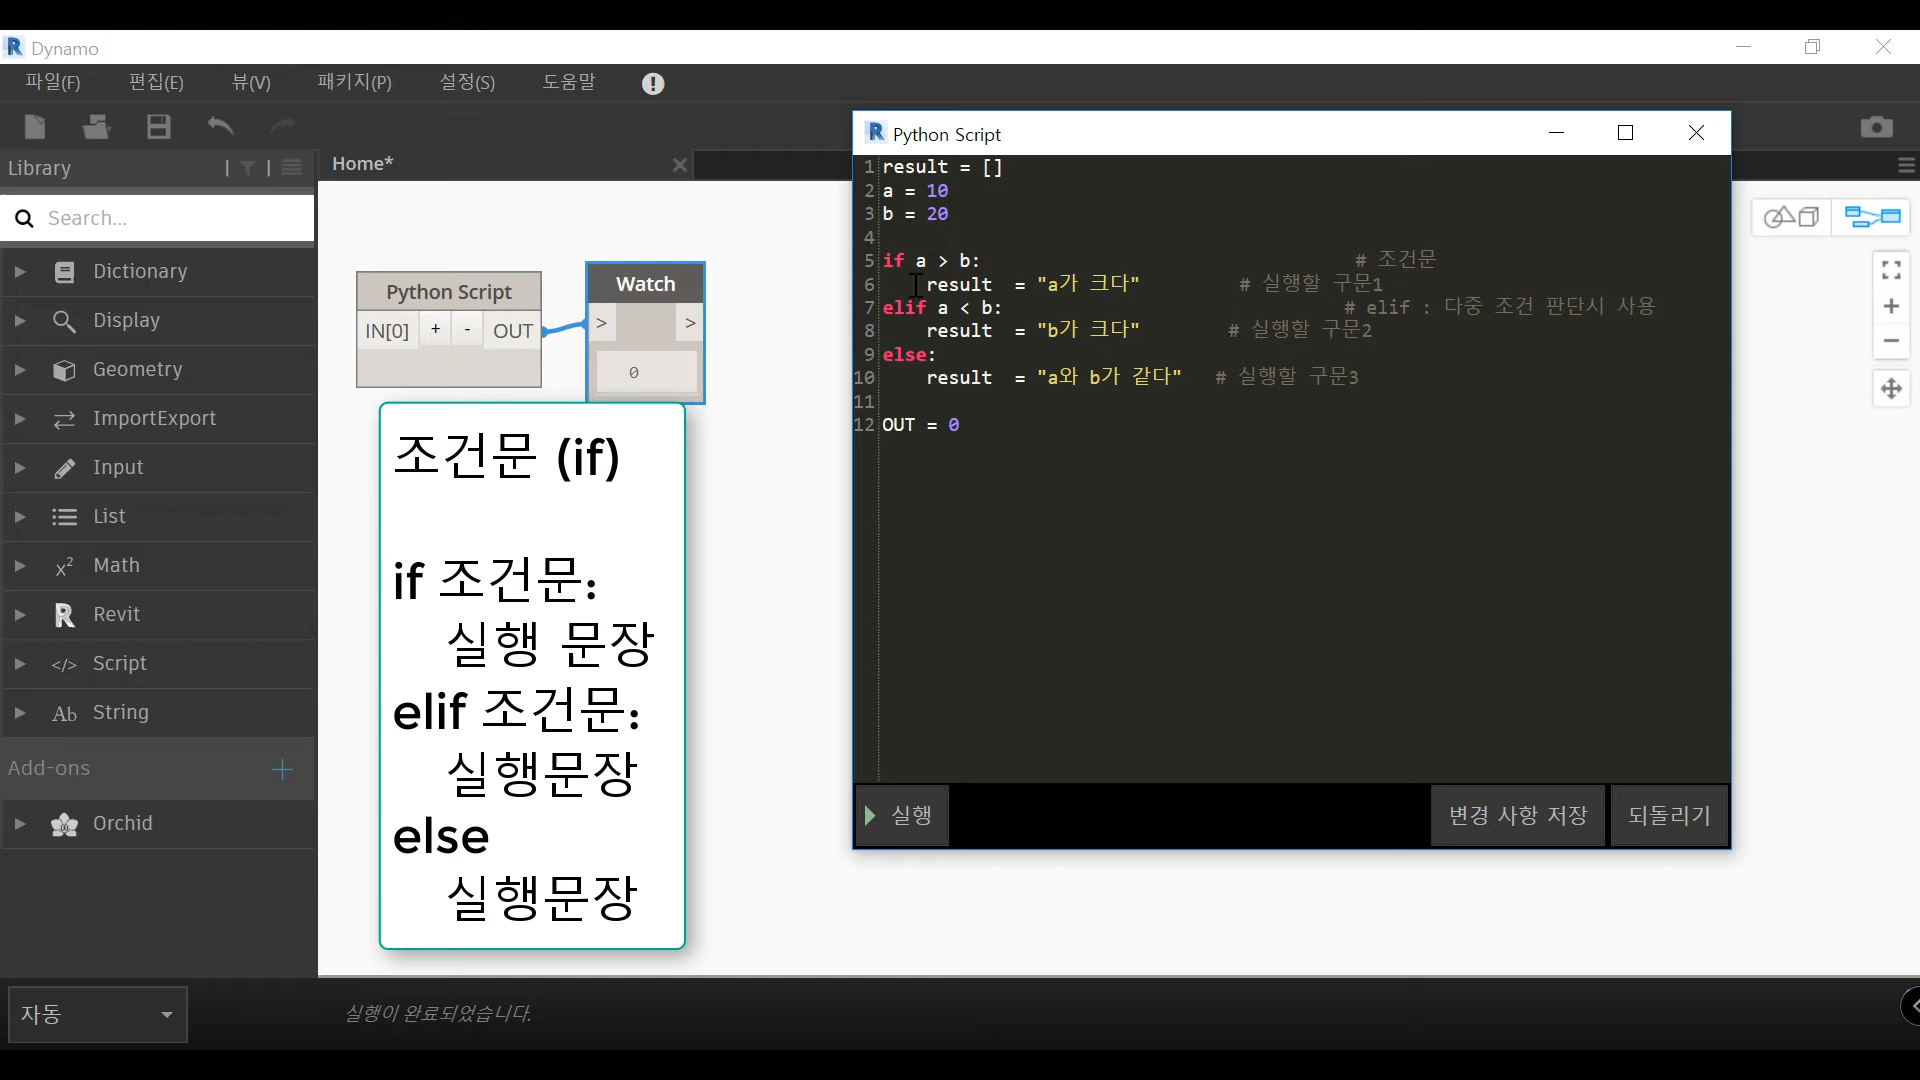 Dynamo
파일(F) 편집(E) 뷰(V) 패키지(P) 설정(S) 도움말
Library
Home*
Search...
Dictionary
Display
Geometry
ImportExport
Input
List
Math
Revit
Script
String
Add-ons
Orchid
Python Script
IN[0] + - OUT
Watch
> >
0
조건문 (if)
if 조건문:
실행 문장
elif 조건문:
실행문장
else
실행문장
Python Script
1 result = []
2 a = 10
3 b = 20
4
5 if a > b: # 조건문
6 result = "a가 크다" # 실행할 구문1
7 elif a < b: # elif : 다중 조건 판단시 사용
8 result = "b가 크다" # 실행할 구문2
9 else:
10 result = "a와 b가 같다" # 실행할 구문3
11
12 OUT = 0
실행 변경 사항 저장 되돌리기
자동 실행이 완료되었습니다.